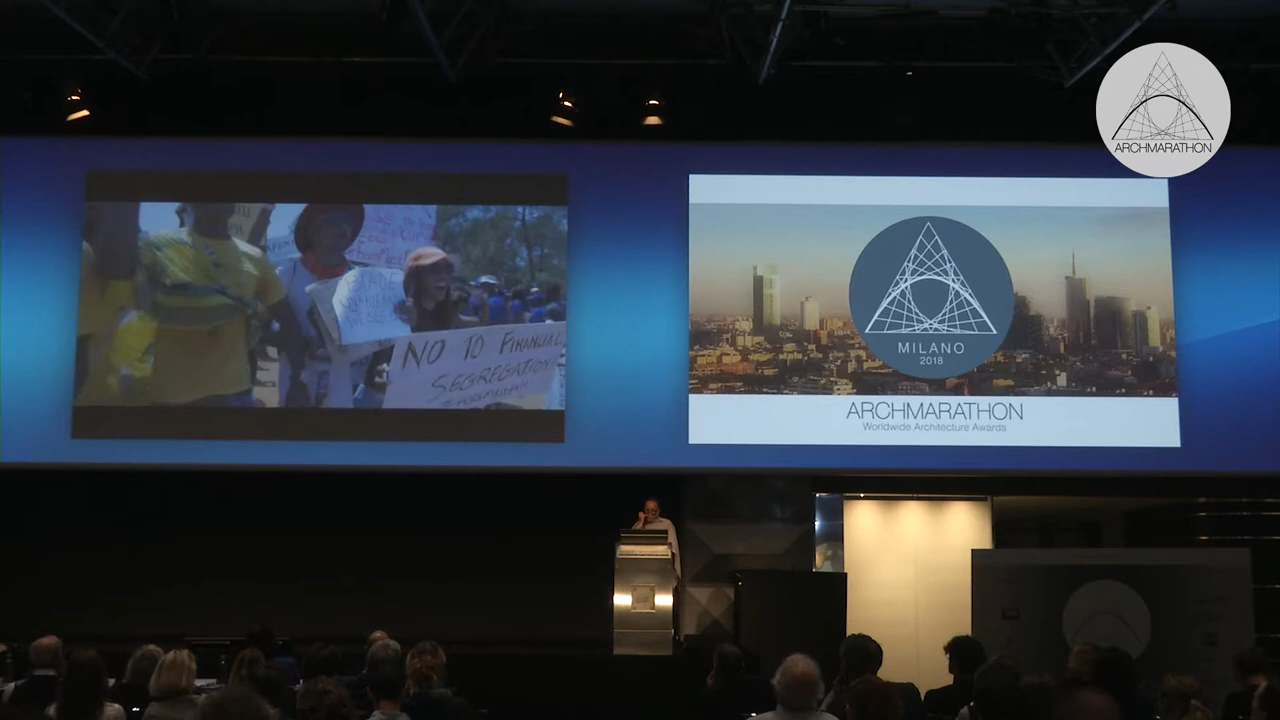 ARCHMARATHON
NO TO FINANCIAL
SEGREGATION
MILANO
2018
ARCHMARATHON
Worldwide Architecture Awards